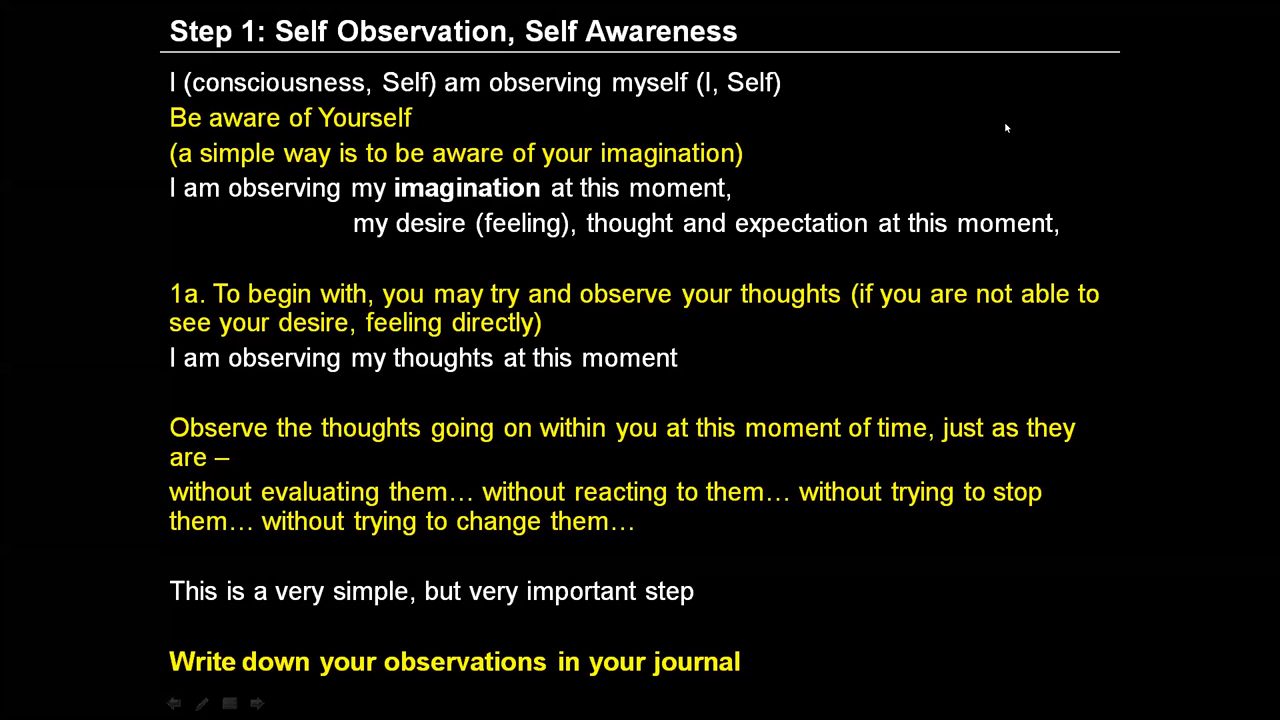 Step 1: Self Observation, Self Awareness
I (consciousness, Self) am observing myself (I, Self)
Be aware of Yourself
(a simple way is to be aware of your imagination)
I am observing my imagination at this moment,
my desire (feeling), thought and expectation at this moment,
1a. To begin with, you may try and observe your thoughts (if you are not able to
see your desire, feeling directly)
I am observing my thoughts at this moment
Observe the thoughts going on within you at this moment of time, just as they
are –
without evaluating them… without reacting to them… without trying to stop
them… without trying to change them…
This is a very simple, but very important step
Write down your observations in your journal